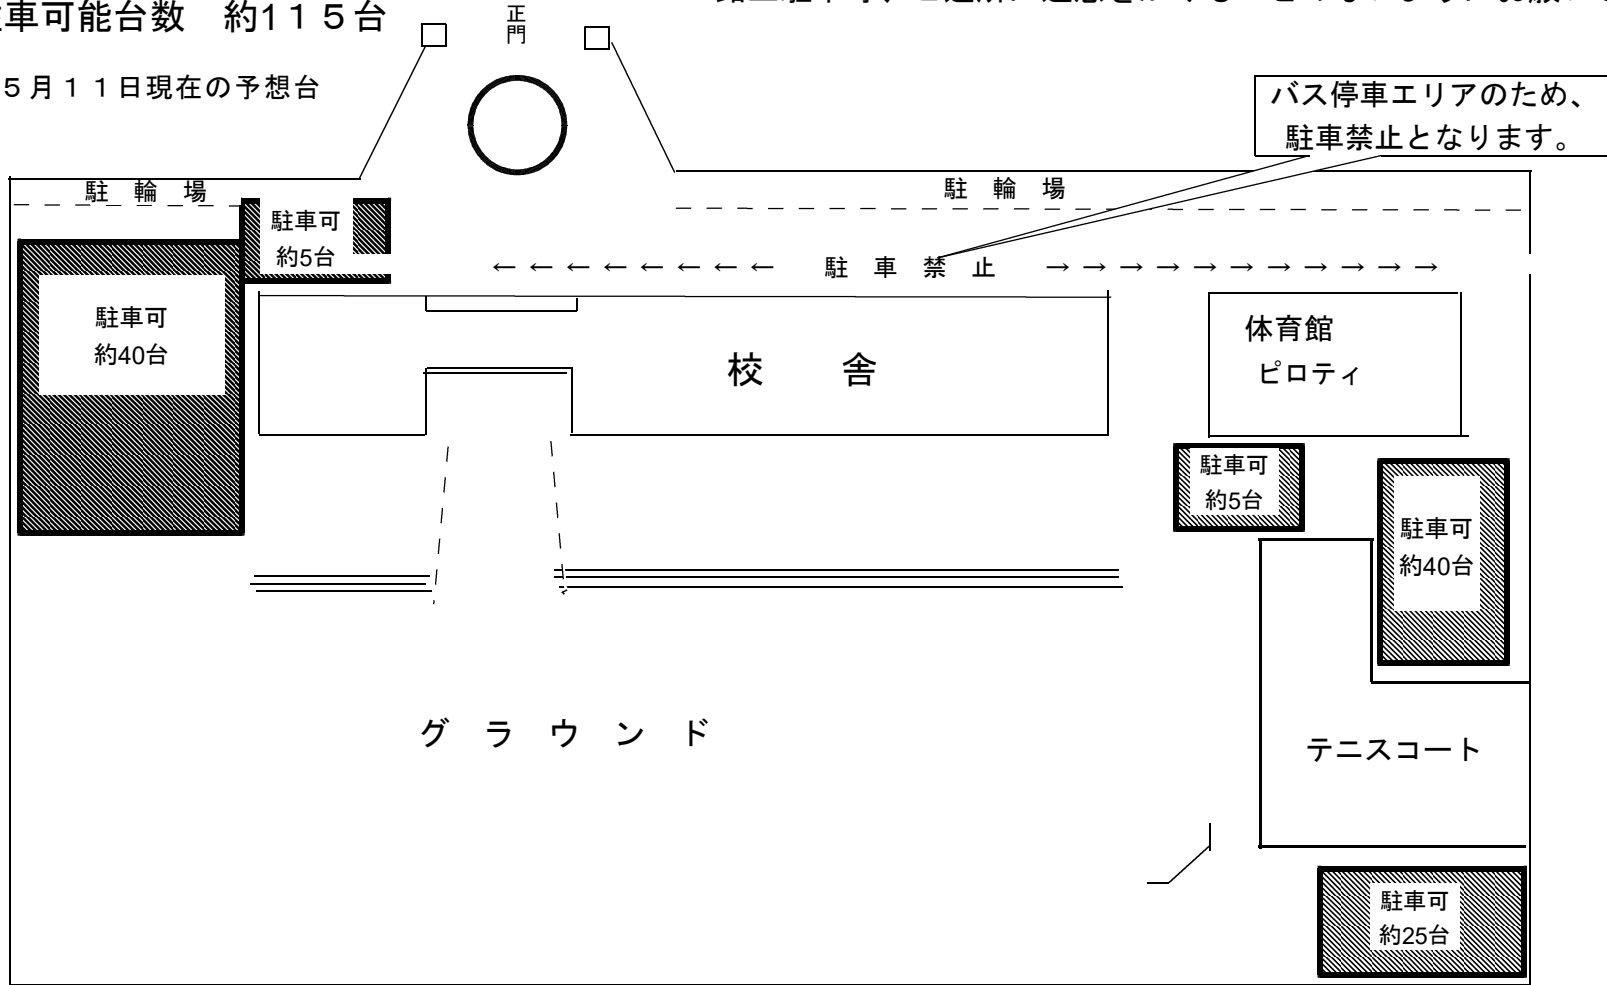 車可能台数　約１１５台
５月１１日現在の予想台
正門
バス停車エリアのため、
駐車禁止となります。
駐　輪　場
駐　輪　場
駐車可
約5台
←←←←←←←←　駐　車　禁　止　→→→→→→→→→→→
駐車可
約40台
校　　舎
体育館
ピロティ
駐車可
約5台
駐車可
約40台
グ　ラ　ウ　ン　ド
テニスコート
駐車可
約25台